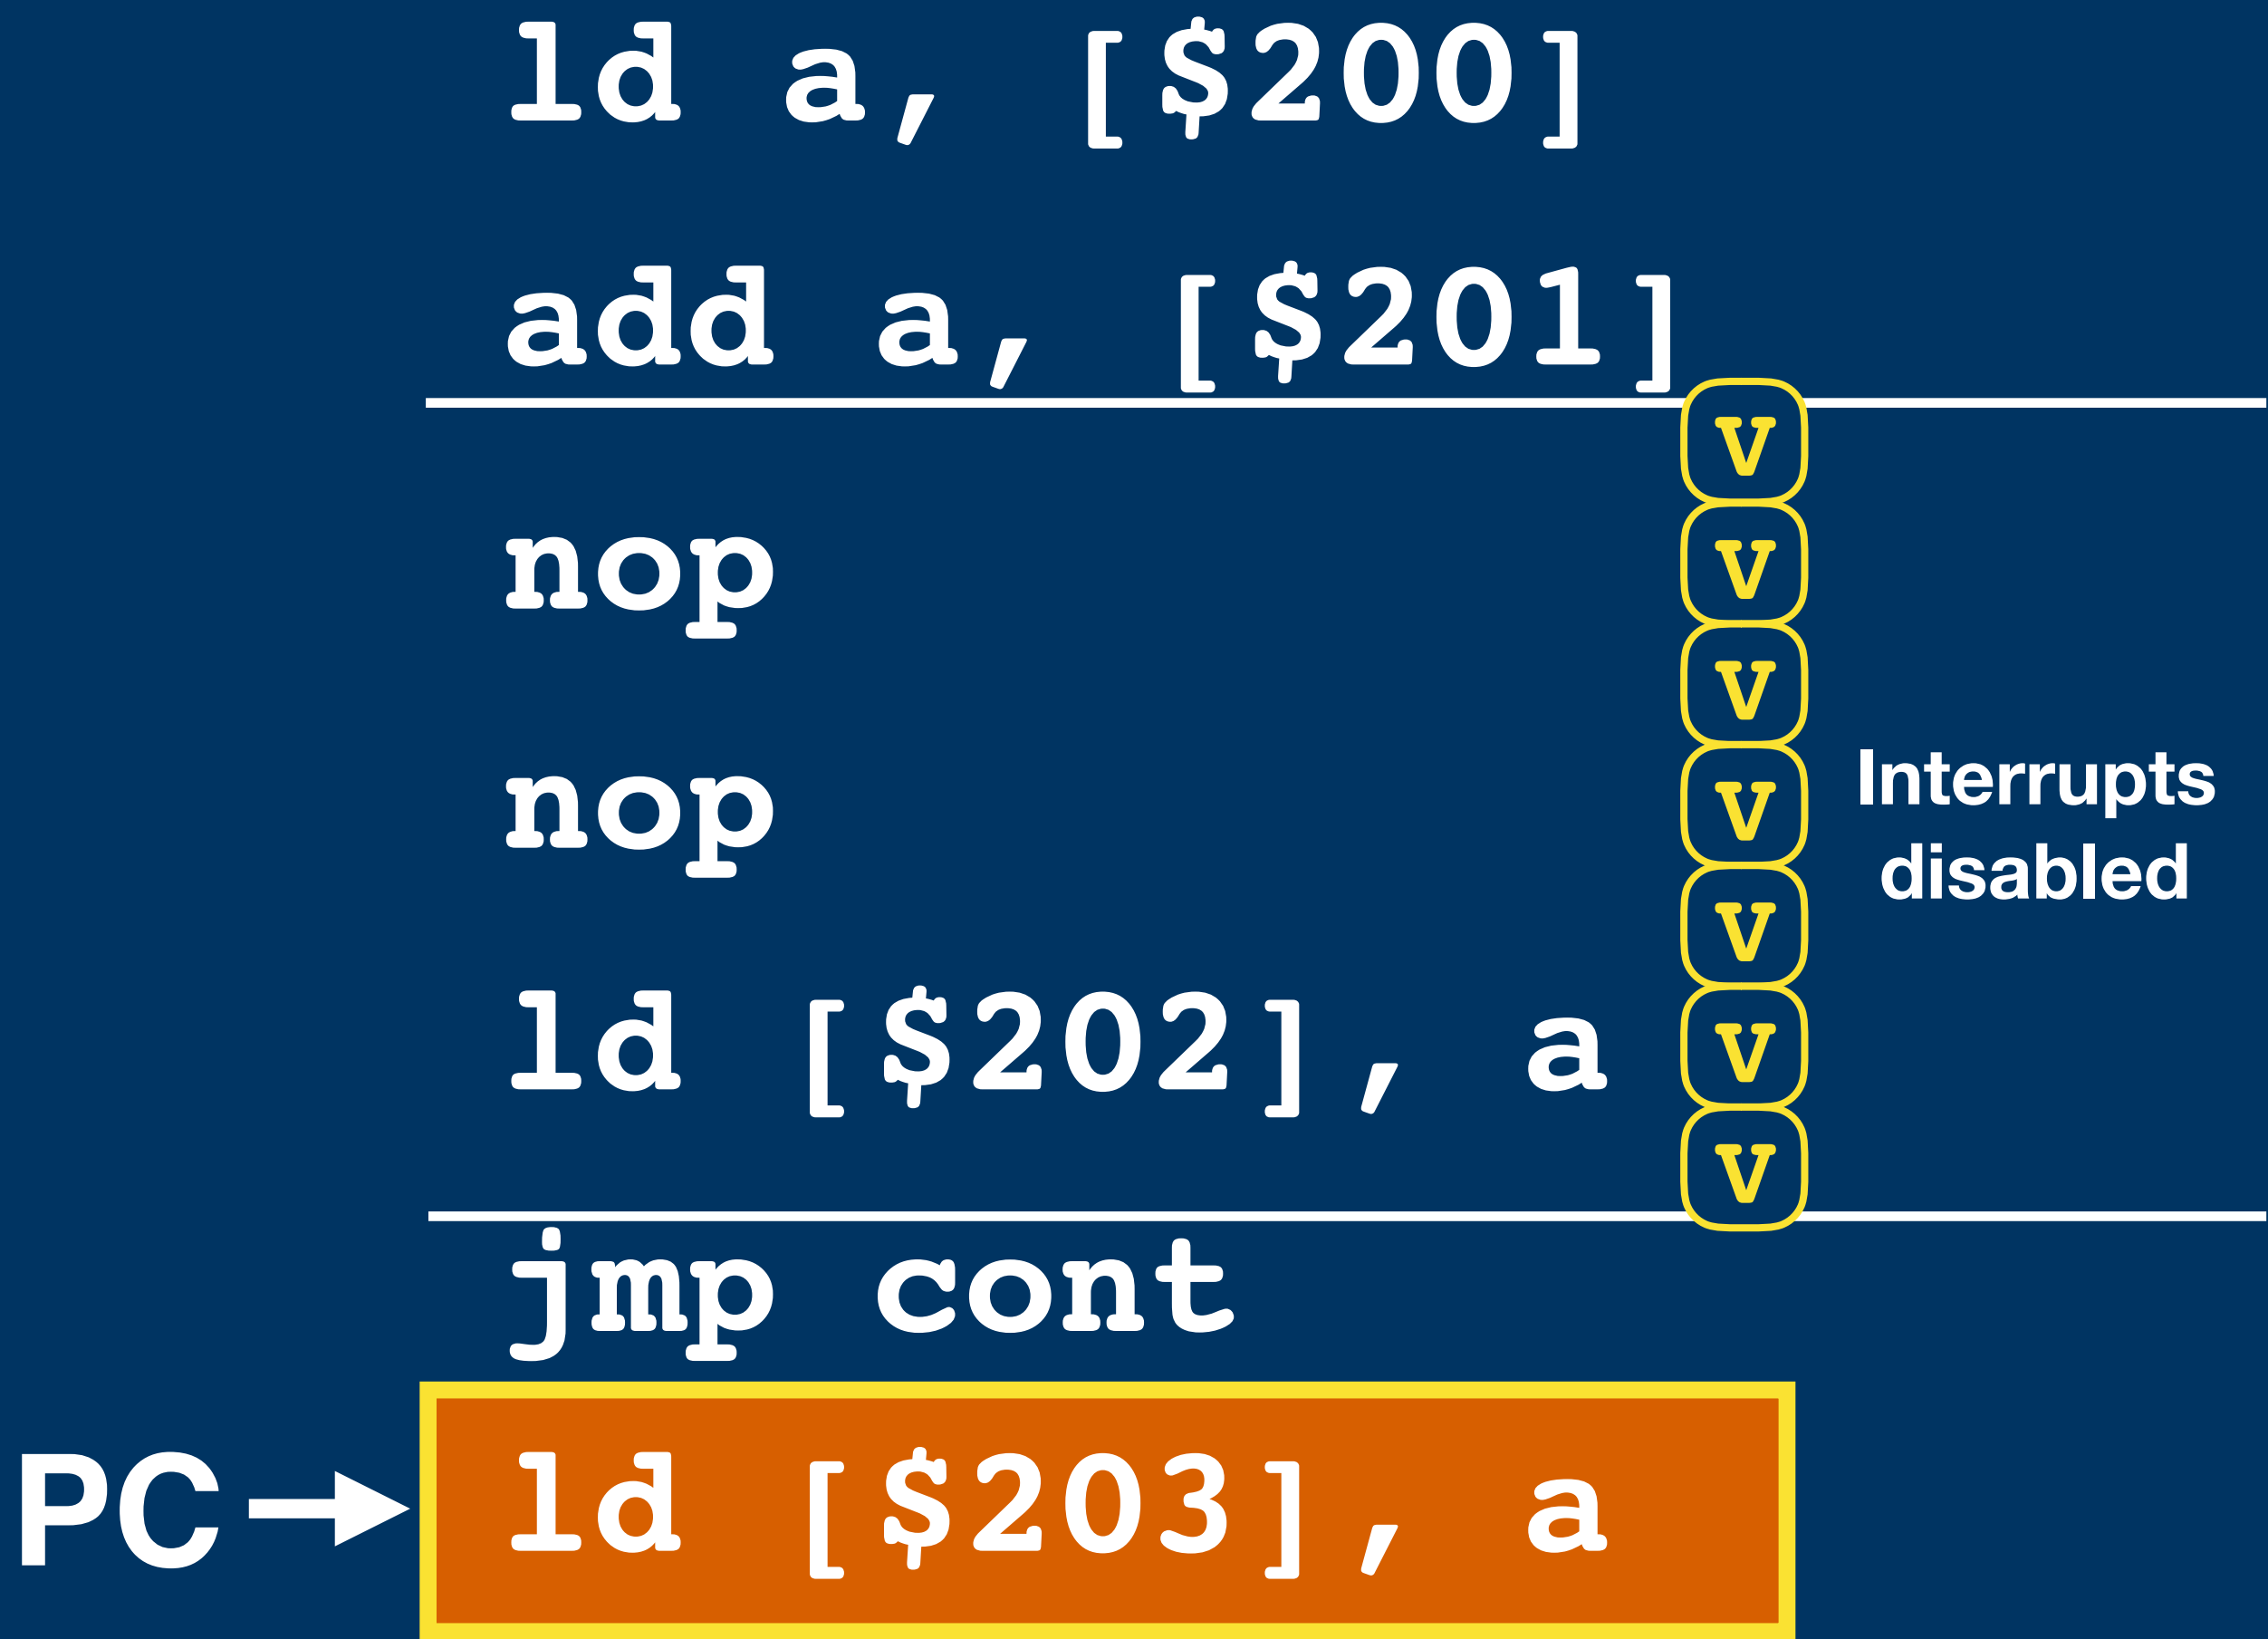 ld a, [$200]
add a, [$201]
v
nop
v
v
nop
v
Interrupts
disabled
v
ld [$202], a
v
v
jmp cont
PC
ld [$203], a